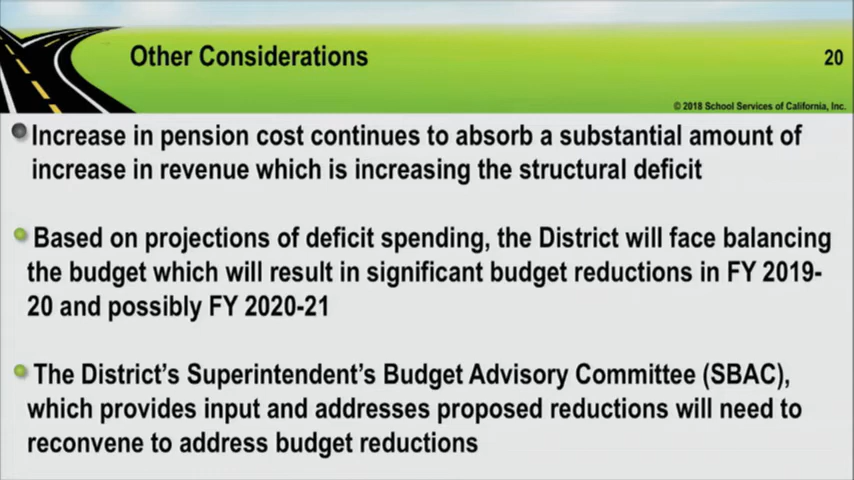 Other Considerations
20
© 2018 School Services of California, Inc.
Increase in pension cost continues to absorb a substantial amount of
increase in revenue which is increasing the structural deficit
Based on projections of deficit spending, the District will face balancing
the budget which will result in significant budget reductions in FY 2019-
20 and possibly FY 2020-21
The District's Superintendent's Budget Advisory Committee (SBAC),
which provides input and addresses proposed reductions will need to
reconvene to address budget reductions